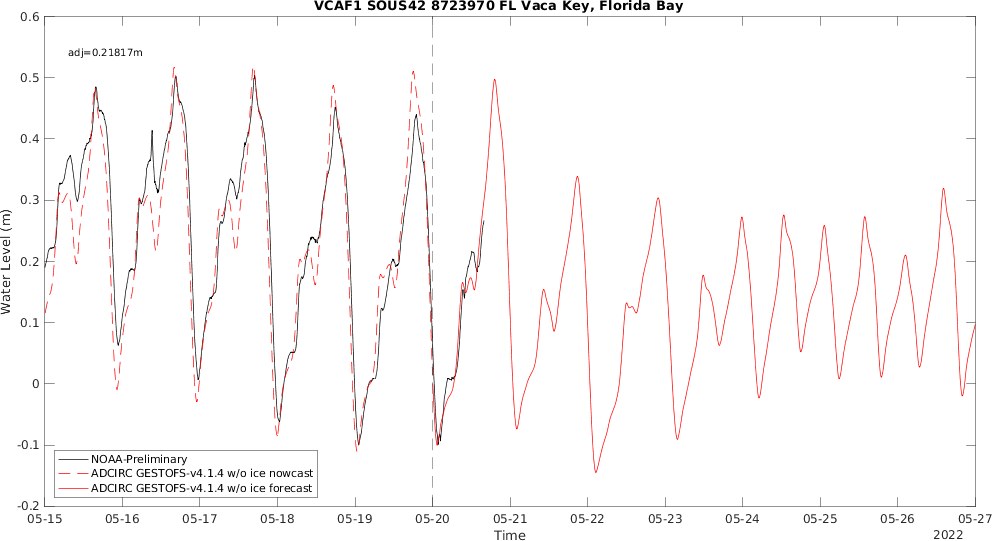 VCAF1 SOUS42 8723970 FL Vaca Key, Florida Bay
adj=0.21817m
0.6
0.5
0.4
0.3
0.2
0.1
0
-0.1
-0.2
Water Level (m)
NOAA-Preliminary
ADCIRC GESTOFS-v4.1.4 w/o ice nowcast
ADCIRC GESTOFS-v4.1.4 w/o ice forecast
05-15 05-16 05-17 05-18 05-19 05-20 05-21 05-22 05-23 05-24 05-25 05-26 05-27
Time
2022